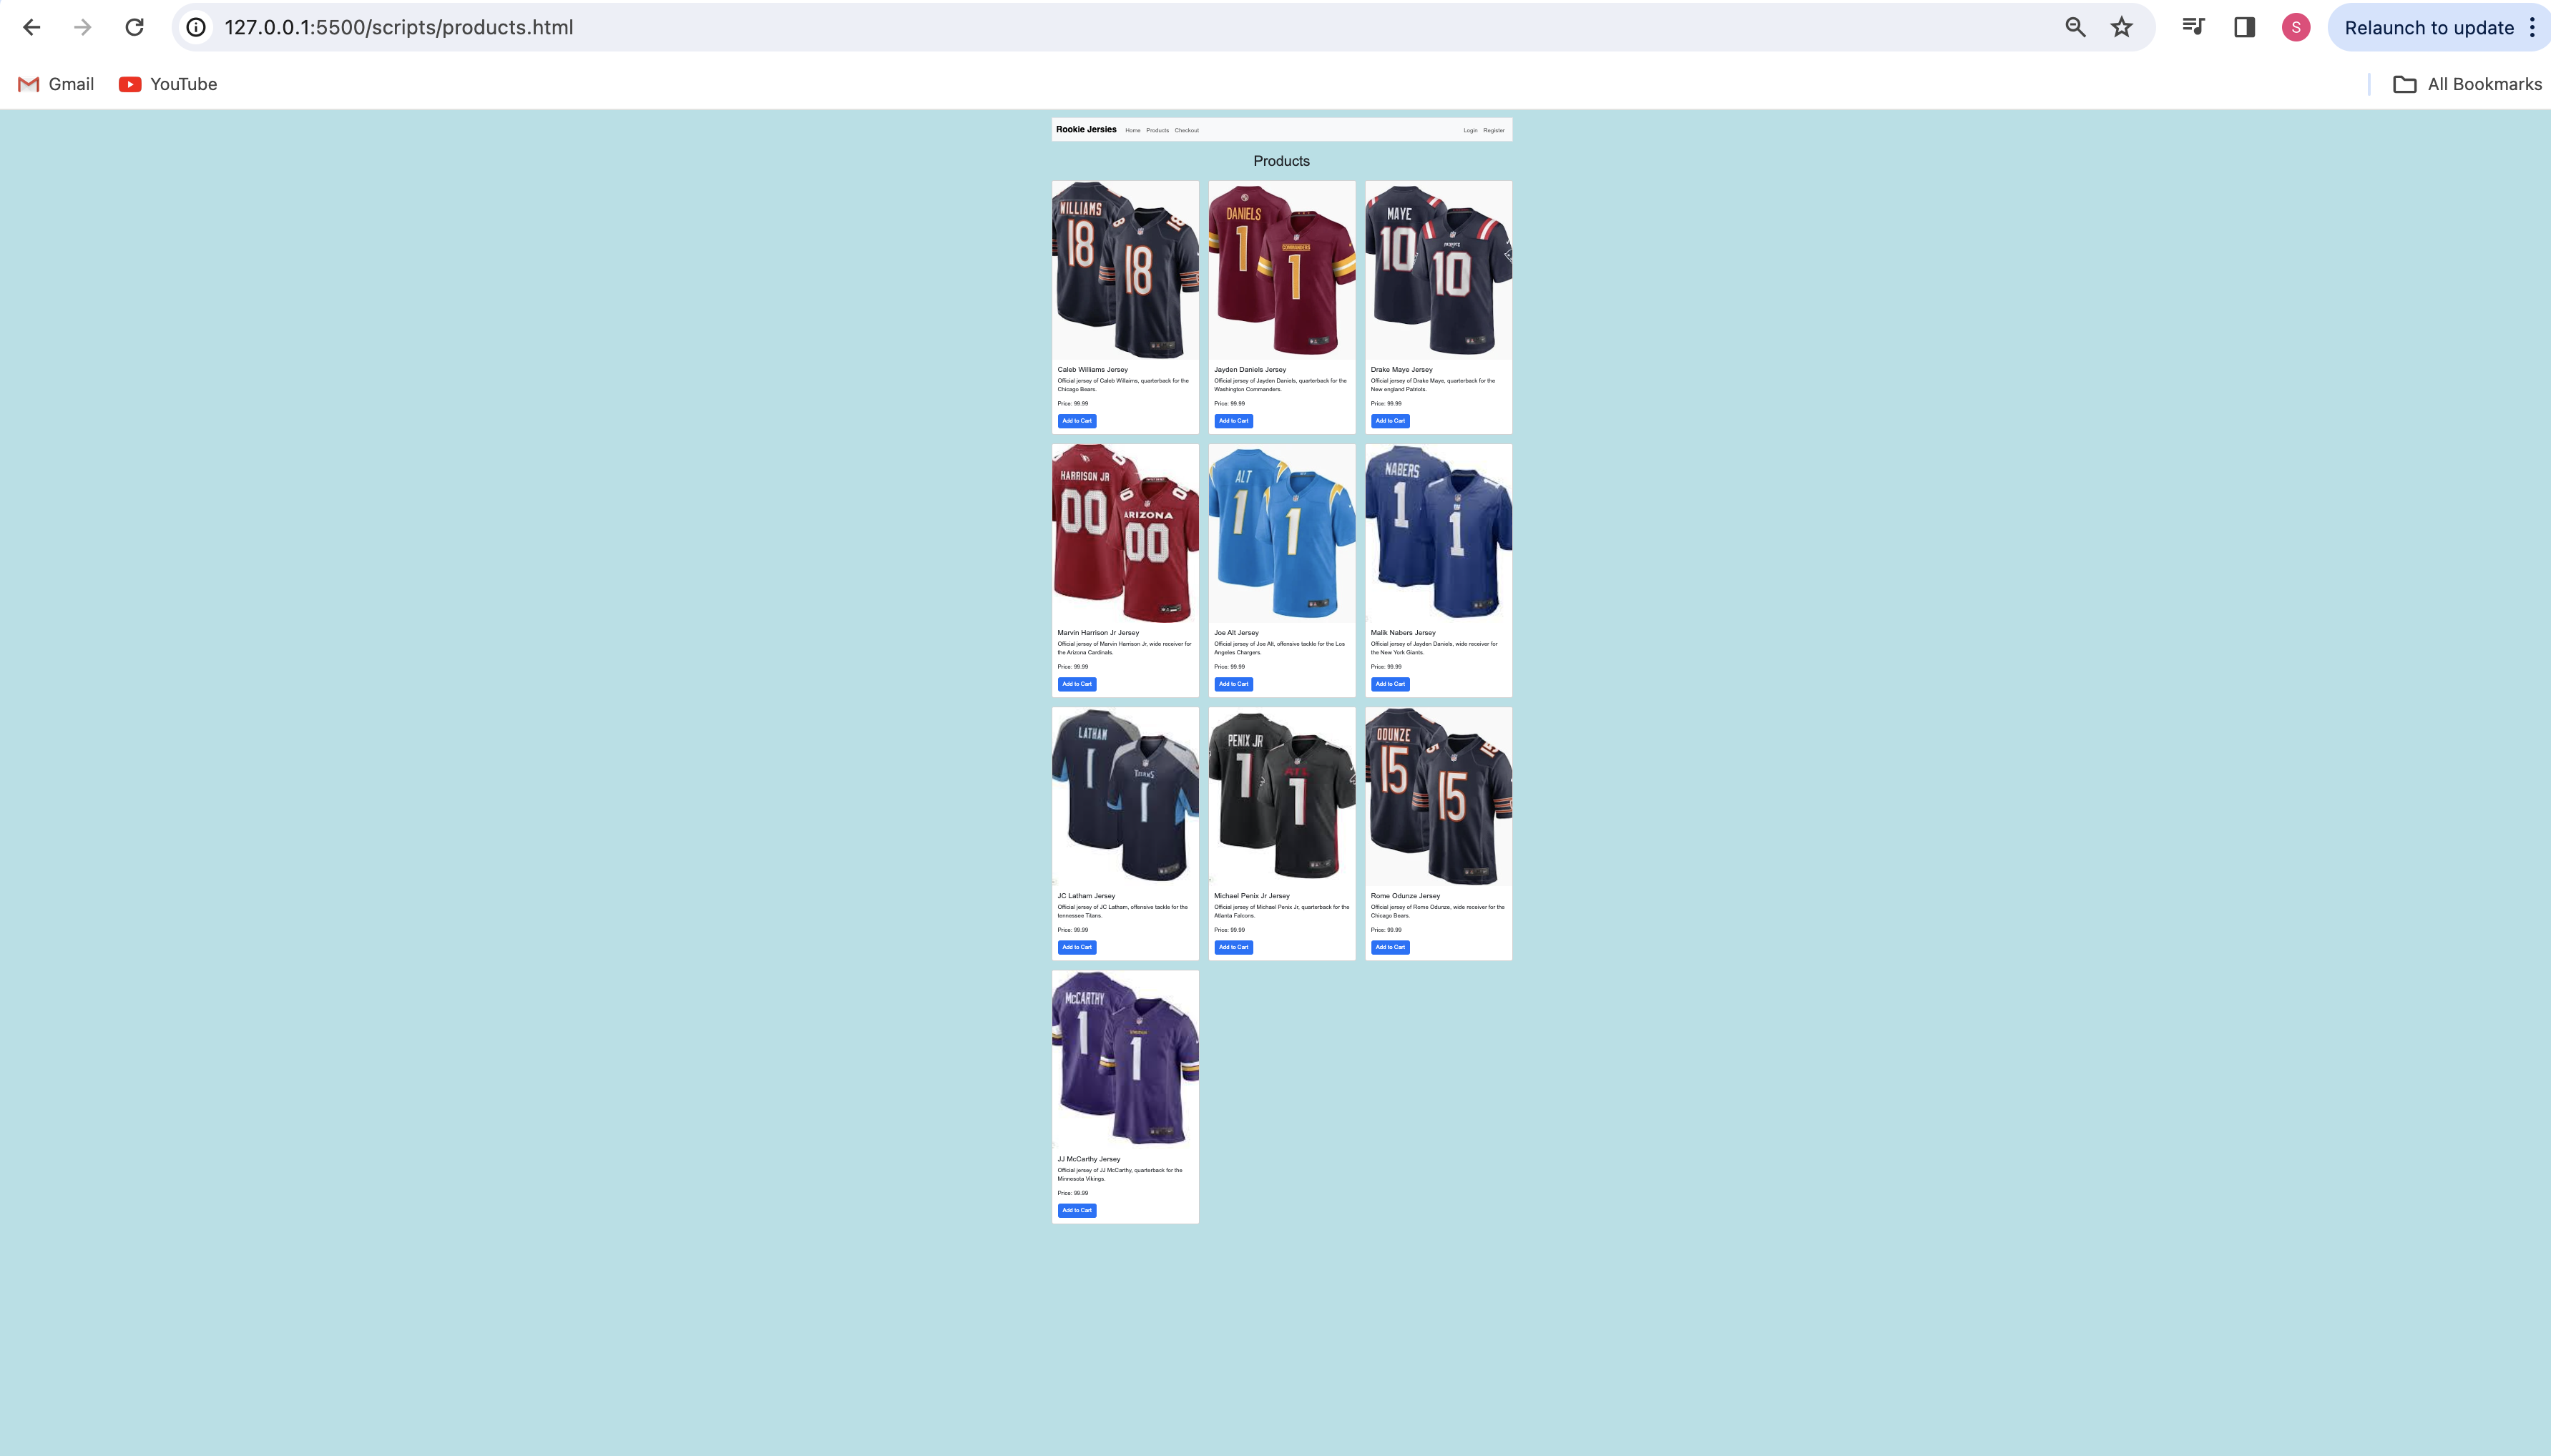 127.0.0.1:5500/scripts/products.html
S
Relaunch to update
Gmail
YouTube
All Bookmarks
Rookie Jersies
Home
Products
Checkout
Login
Register
Products
WILLIAMS
18
18
18
8
DANIELS
1
COMMANDERS
1
MAYE
10
PATRIOTS
10
Caleb Williams Jersey
Official jersey of Caleb Willaims, quarterback for the
Chicago Bears.
Price: 99.99
Add to Cart
Jayden Daniels Jersey
Official jersey of Jayden Daniels, quarterback for the
Washington Commanders.
Price: 99.99
Add to Cart
Drake Maye Jersey
Official jersey of Drake Maye, quarterback for the
New england Patriots.
Price: 99.99
Add to Cart
HARRISON JR
00
ARIZONA
00
ALT
1
1
NABERS
1
1
Marvin Harrison Jr Jersey
Official jersey of Marvin Harrison Jr, wide receiver for
the Arizona Cardinals.
Price: 99.99
Add to Cart
Joe Alt Jersey
Official jersey of Joe Alt, offensive tackle for the Los
Angeles Chargers.
Price: 99.99
Add to Cart
Malik Nabers Jersey
Official jersey of Jayden Daniels, wide receiver for
the New York Giants.
Price: 99.99
Add to Cart
LATHAM
1
TITANS
1
PENIX JR
1
ATL
1
ODUNZE
15
15
15
5
JC Latham Jersey
Official jersey of JC Latham, offensive tackle for the
tennessee Titans.
Price: 99.99
Add to Cart
Michael Penix Jr Jersey
Official jersey of Michael Penix Jr, quarterback for the
Atlanta Falcons.
Price: 99.99
Add to Cart
Rome Odunze Jersey
Official jersey of Rome Odunze, wide receiver for the
Chicago Bears.
Price: 99.99
Add to Cart
McCARTHY
1
VIKINGS
1
JJ McCarthy Jersey
Official jersey of JJ McCarthy, quarterback for the
Minnesota Vikings.
Price: 99.99
Add to Cart